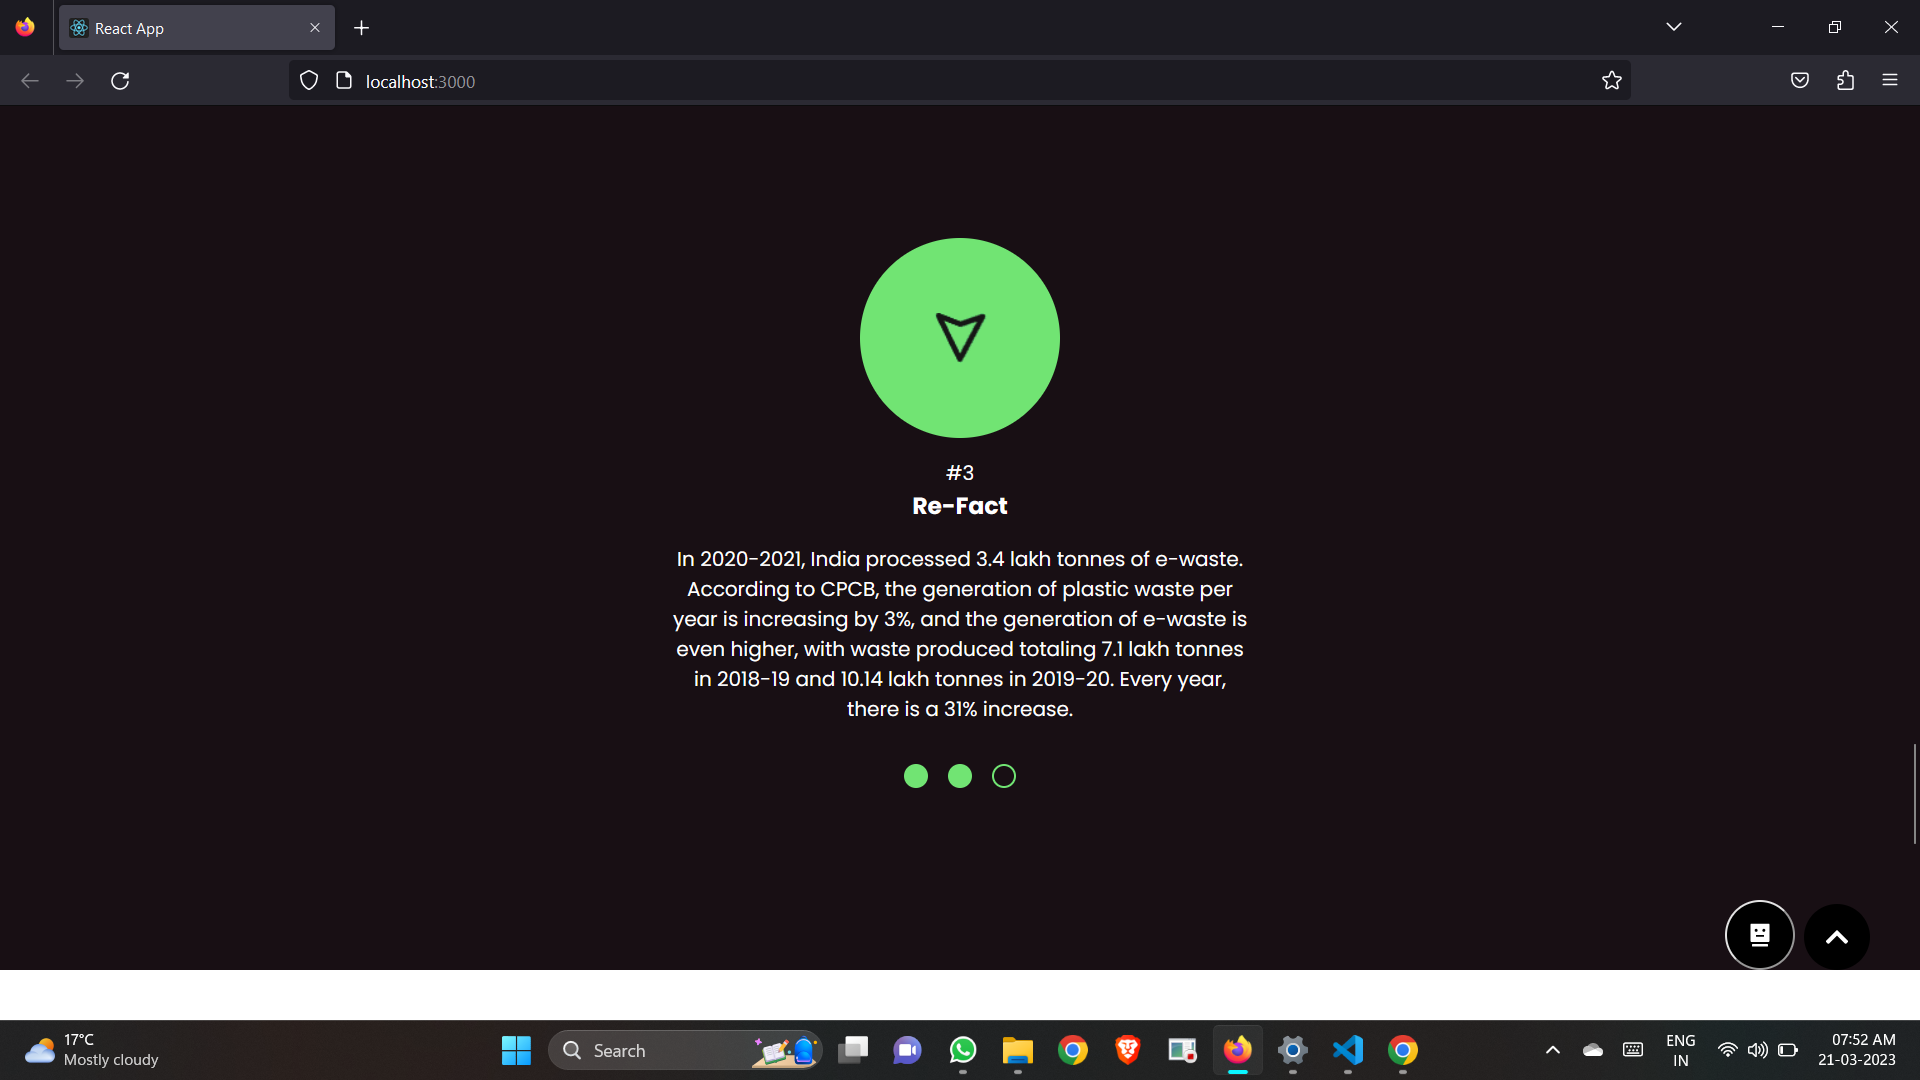 React App
localhost:3000
#3
Re-Fact
In 2020-2021, India processed 3.4 lakh tonnes of e-waste.
According to CPCB, the generation of plastic waste per
year is increasing by 3%, and the generation of e-waste is
even higher, with waste produced totaling 7.1 lakh tonnes
in 2018-19 and 10.14 lakh tonnes in 2019-20. Every year,
there is a 31% increase.
17°C
Mostly cloudy
Search
ENG
IN
07:52 AM
21-03-2023